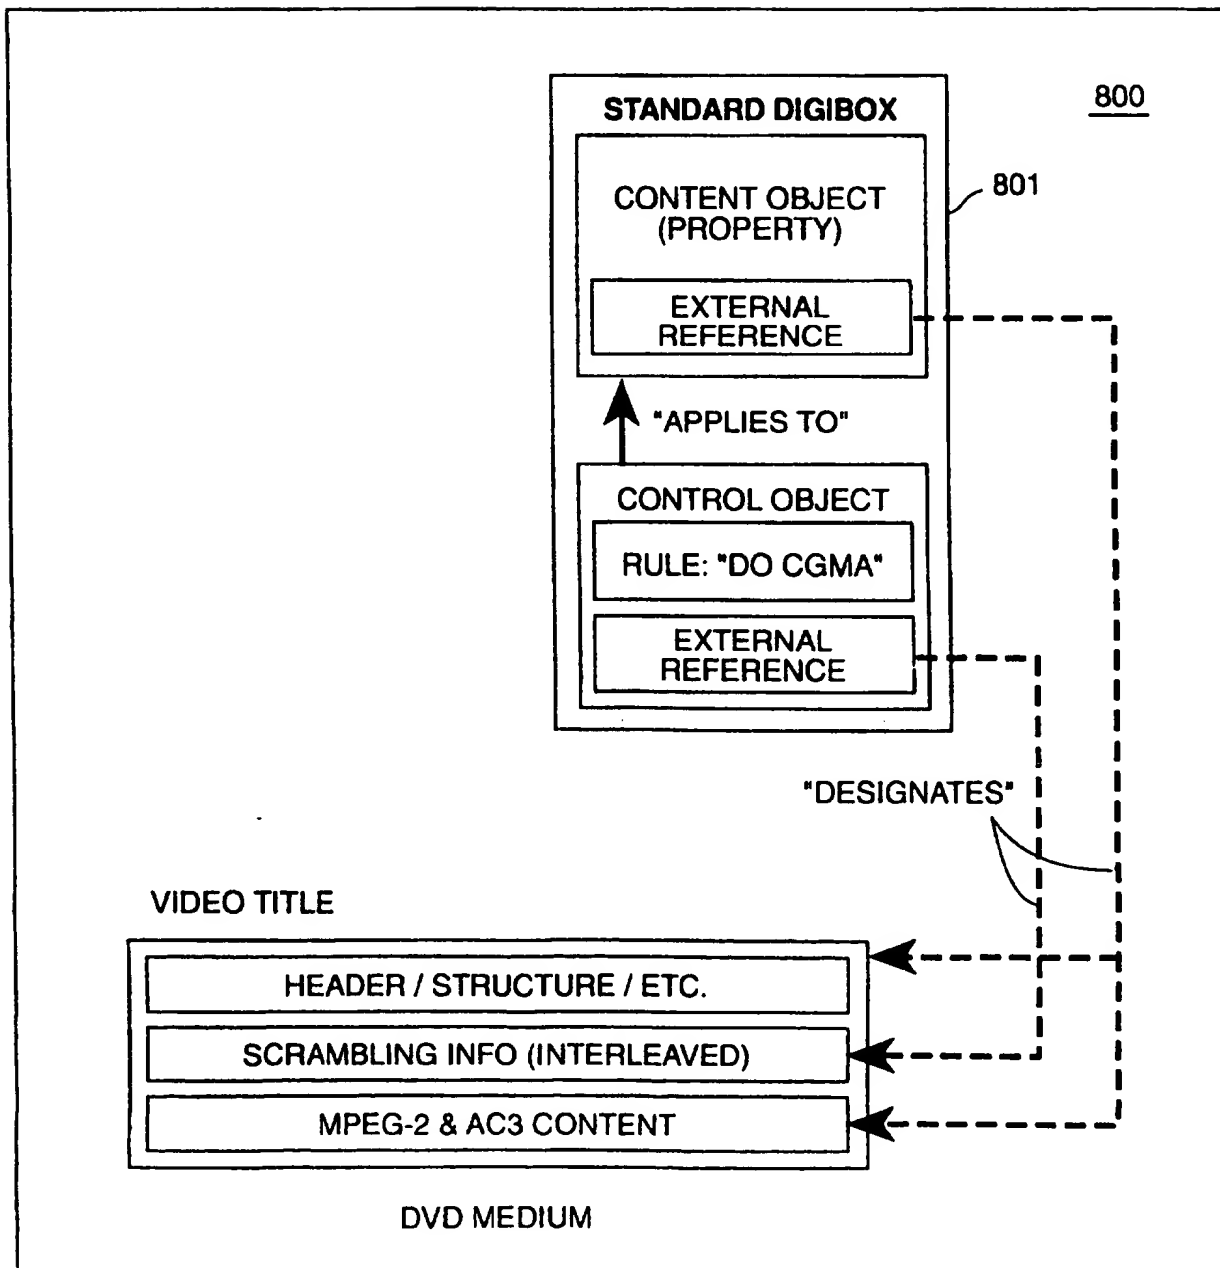 800
STANDARD DIGIBOX
801
CONTENT OBJECT
(PROPERTY)
EXTERNAL
REFERENCE
"APPLIES TO"
CONTROL OBJECT
RULE: "DO CGMA"
EXTERNAL
REFERENCE
"DESIGNATES"
VIDEO TITLE
HEADER / STRUCTURE / ETC.
SCRAMBLING INFO (INTERLEAVED)
MPEG-2 & AC3 CONTENT
DVD MEDIUM